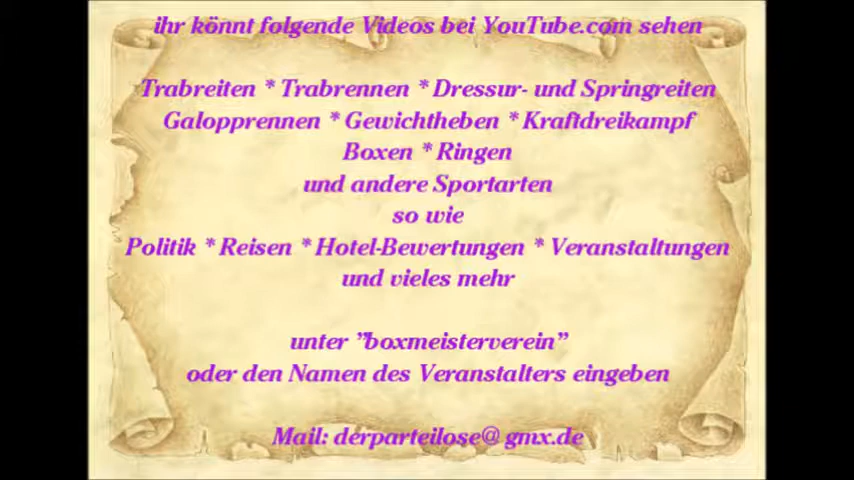 ihr könnt folgende Videos bei YouTube.com sehen
Trabreiten * Trabrennen * Dressur- und Springreiten
Galopprennen * Gewichtheben * Kraftdreikampf
Boxen * Ringen
und andere Sportarten
so wie
Politik * Reisen * Hotel-Bewertungen * Veranstaltungen
und vieles mehr
unter "boxmeisterverein"
oder den Namen des Veranstalters eingeben
Mail: derparteilose@gmx.de